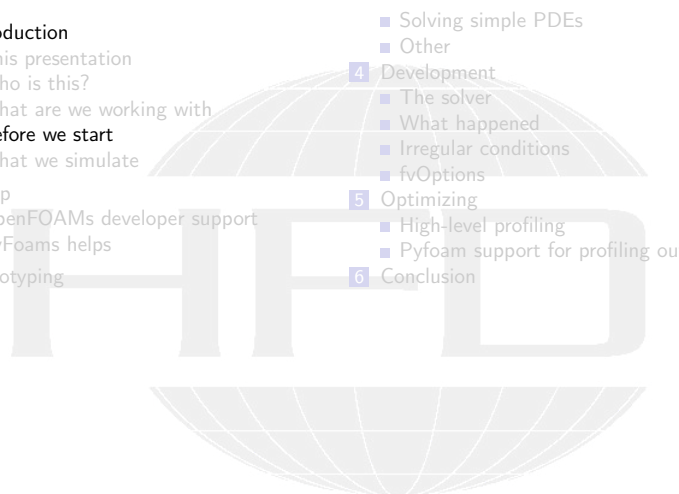 oduction
his presentation
ho is this?
hat are we working with
efore we start
hat we simulate
p
penFOAMs developer support
yFoams helps
otyping
Solving simple PDEs
Other
4 Development
The solver
What happened
Irregular conditions
fvOptions
5 Optimizing
High-level profiling
Pyfoam support for profiling ou
6 Conclusion
HFD